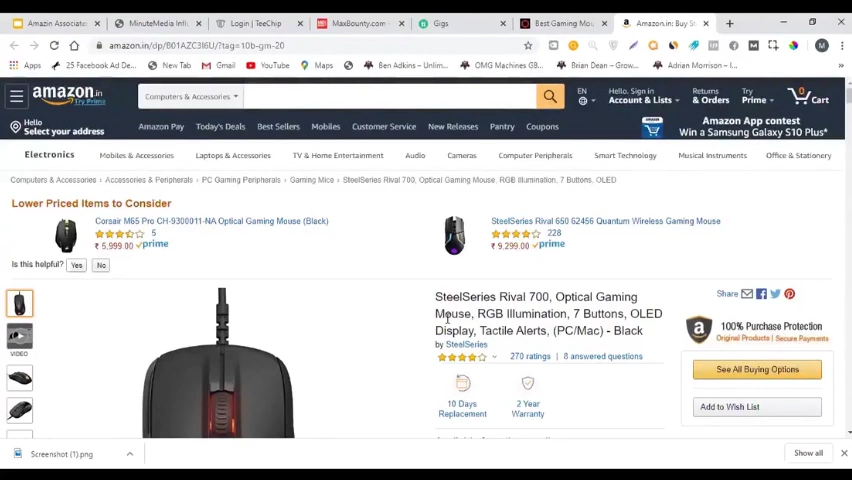 Amazin Associate
MinuteMedia Infl
Login | TeeChip
MaxBounty.com -
Gigs
Best Gaming Mou
Amazon.in: Buy St
amazon.in/dp/B01AZC3I6U/?tag=10b-gm-20
Apps
25 Facebook Ad De...
New Tab
YouTube
Maps
Ben Adkins – Unlim...
OMG Machines G8...
Brian Dean – Grow...
Adrian Morrison – I...
amazon.in
Try Prime
Computers & Accessories
EN
Hello, Sign in
Account & Lists
Returns
& Orders
Try
Prime
0
Cart
Hello
Select your address
Amazon Pay
Today's Deals
Best Sellers
Mobiles
Customer Service
New Releases
Pantry
Coupons
Amazon App contest
Win a Samsung Galaxy S10 Plus*
Electronics
Mobiles & Accessories
Laptops & Accessories
TV & Home Entertainment
Audio
Cameras
Computer Peripherals
Smart Technology
Musical Instruments
Office & Stationery
Computers & Accessories › Accessories & Peripherals › PC Gaming Peripherals › Gaming Mice › SteelSeries Rival 700, Optical Gaming Mouse, RGB Illumination, 7 Buttons, OLED
Lower Priced Items to Consider
Corsair M65 Pro CH-9300011-NA Optical Gaming Mouse (Black)
5
₹ 5,999.00 prime
SteelSeries Rival 650 62456 Quantum Wireless Gaming Mouse
228
₹ 9,299.00 prime
Is this helpful?
Yes
No
VIDEO
SteelSeries Rival 700, Optical Gaming
Mouse, RGB Illumination, 7 Buttons, OLED
Display, Tactile Alerts, (PC/Mac) - Black
by SteelSeries
270 ratings | 8 answered questions
10 Days
Replacement
2 Year
Warranty
Share
100% Purchase Protection
Original Products | Secure Payments
See All Buying Options
Add to Wish List
Screenshot (1).png
Show all